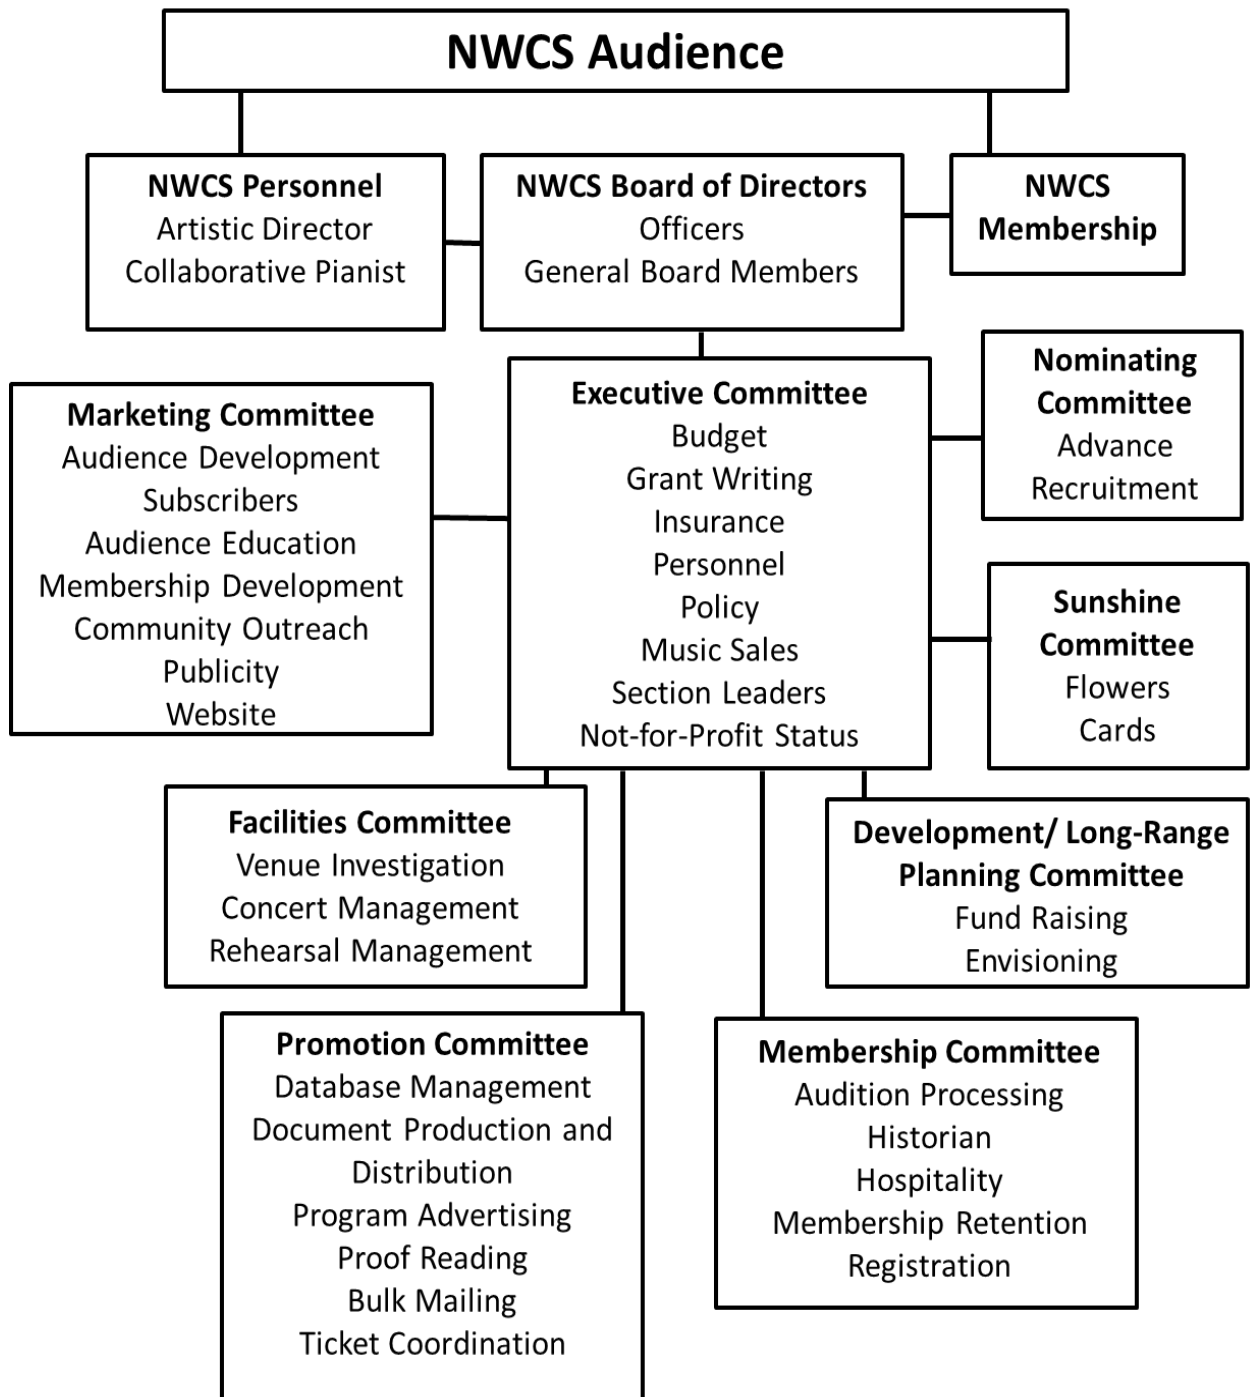 NWCS Audience
NWCS Personnel
Artistic Director
Collaborative Pianist
NWCS Board of Directors
Officers
General Board Members
NWCS
Membership
Marketing Committee
Audience Development
Subscribers
Audience Education
Membership Development
Community Outreach
Publicity
Website
Executive Committee
Budget
Grant Writing
Insurance
Personnel
Policy
Music Sales
Section Leaders
Not-for-Profit Status
Nominating
Committee
Advance
Recruitment
Sunshine
Committee
Flowers
Cards
Facilities Committee
Venue Investigation
Concert Management
Rehearsal Management
Development/ Long-Range
Planning Committee
Fund Raising
Envisioning
Promotion Committee
Database Management
Document Production and
Distribution
Program Advertising
Proof Reading
Bulk Mailing
Ticket Coordination
Membership Committee
Audition Processing
Historian
Hospitality
Membership Retention
Registration